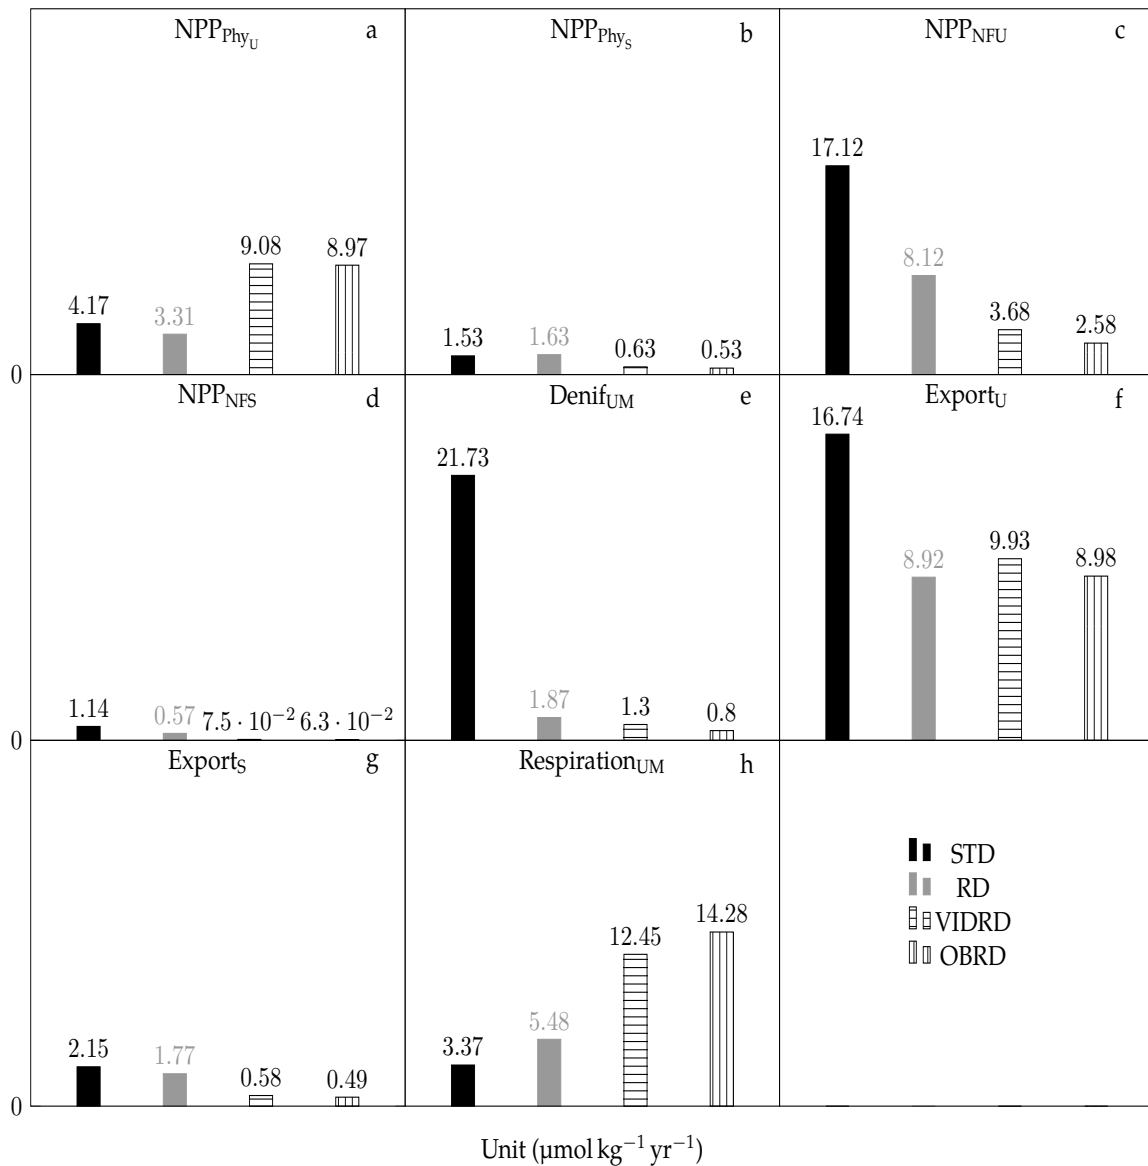 NPP_Phy_U a
NPP_Phy_S b
NPP_NFU c
17.12
8.12
3.68
2.58
9.08
8.97
4.17
3.31
1.53
1.63
0.63
0.53
0
NPP_NFS d
Denif_UM e
Export_U f
16.74
8.92
9.93
8.98
21.73
1.87
1.3
0.8
1.14
0.57
7.5 · 10⁻²
6.3 · 10⁻²
0
Export_S g
Respiration_UM h
STD
RD
VIDRD
OBRD
3.37
5.48
12.45
14.28
2.15
1.77
0.58
0.49
0
Unit (μmol kg⁻¹ yr⁻¹)